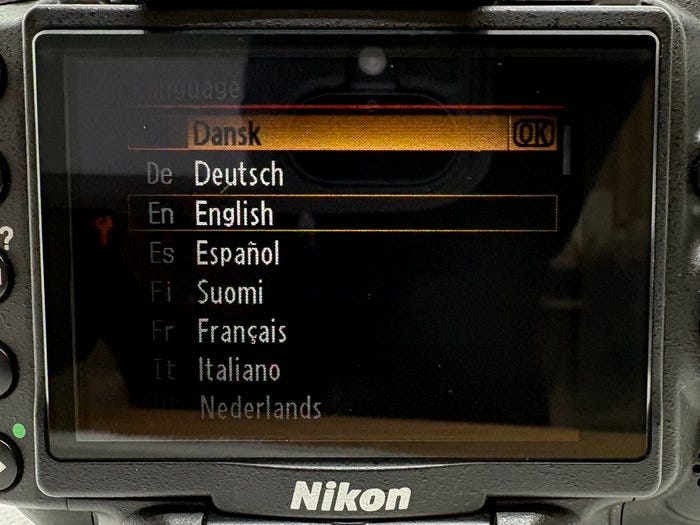 Language
Dansk OK
De Deutsch
En English
Es Español
Fi Suomi
Fr Français
It Italiano
Nederlands
?
Nikon